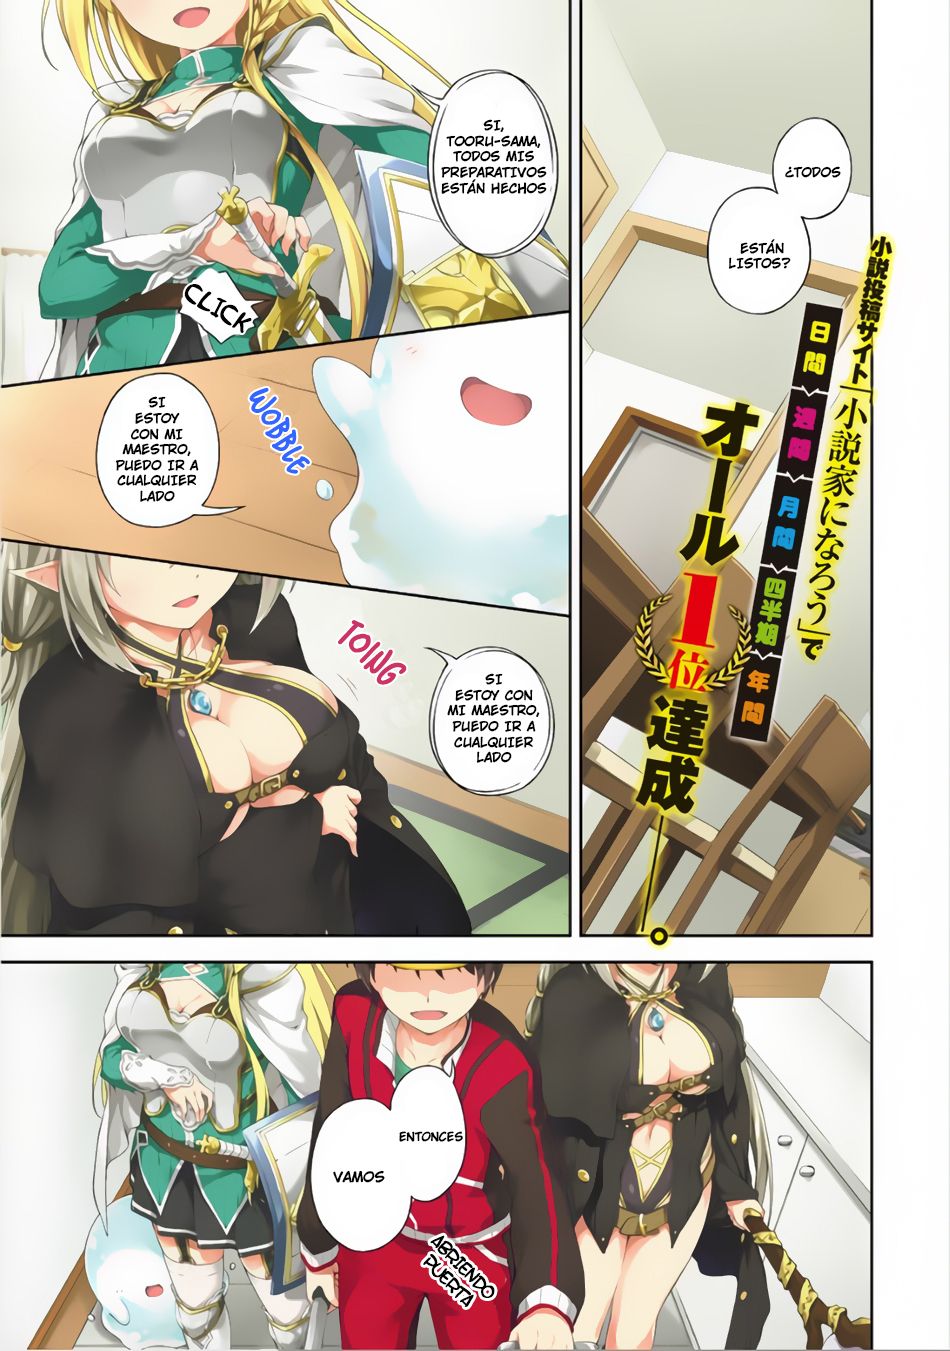 ¿TODOS
ESTÁN
LISTOS?
小説投稿サイト
「小説家になろう」で
日間
週間
月間
四半期
年間
オール1位達成――。
SI,
TOORU-SAMA,
TODOS MIS
PREPARATIVOS
ESTÁN HECHOS
CLICK
SI
ESTOY
CON MI
MAESTRO,
PUEDO IR A
CUALQUIER
LADO
WOBBLE
TOING
SI
ESTOY CON
MI MAESTRO,
PUEDO IR A
CUALQUIER
LADO
ENTONCES
VAMOS
ABRIENDO
PUERTA